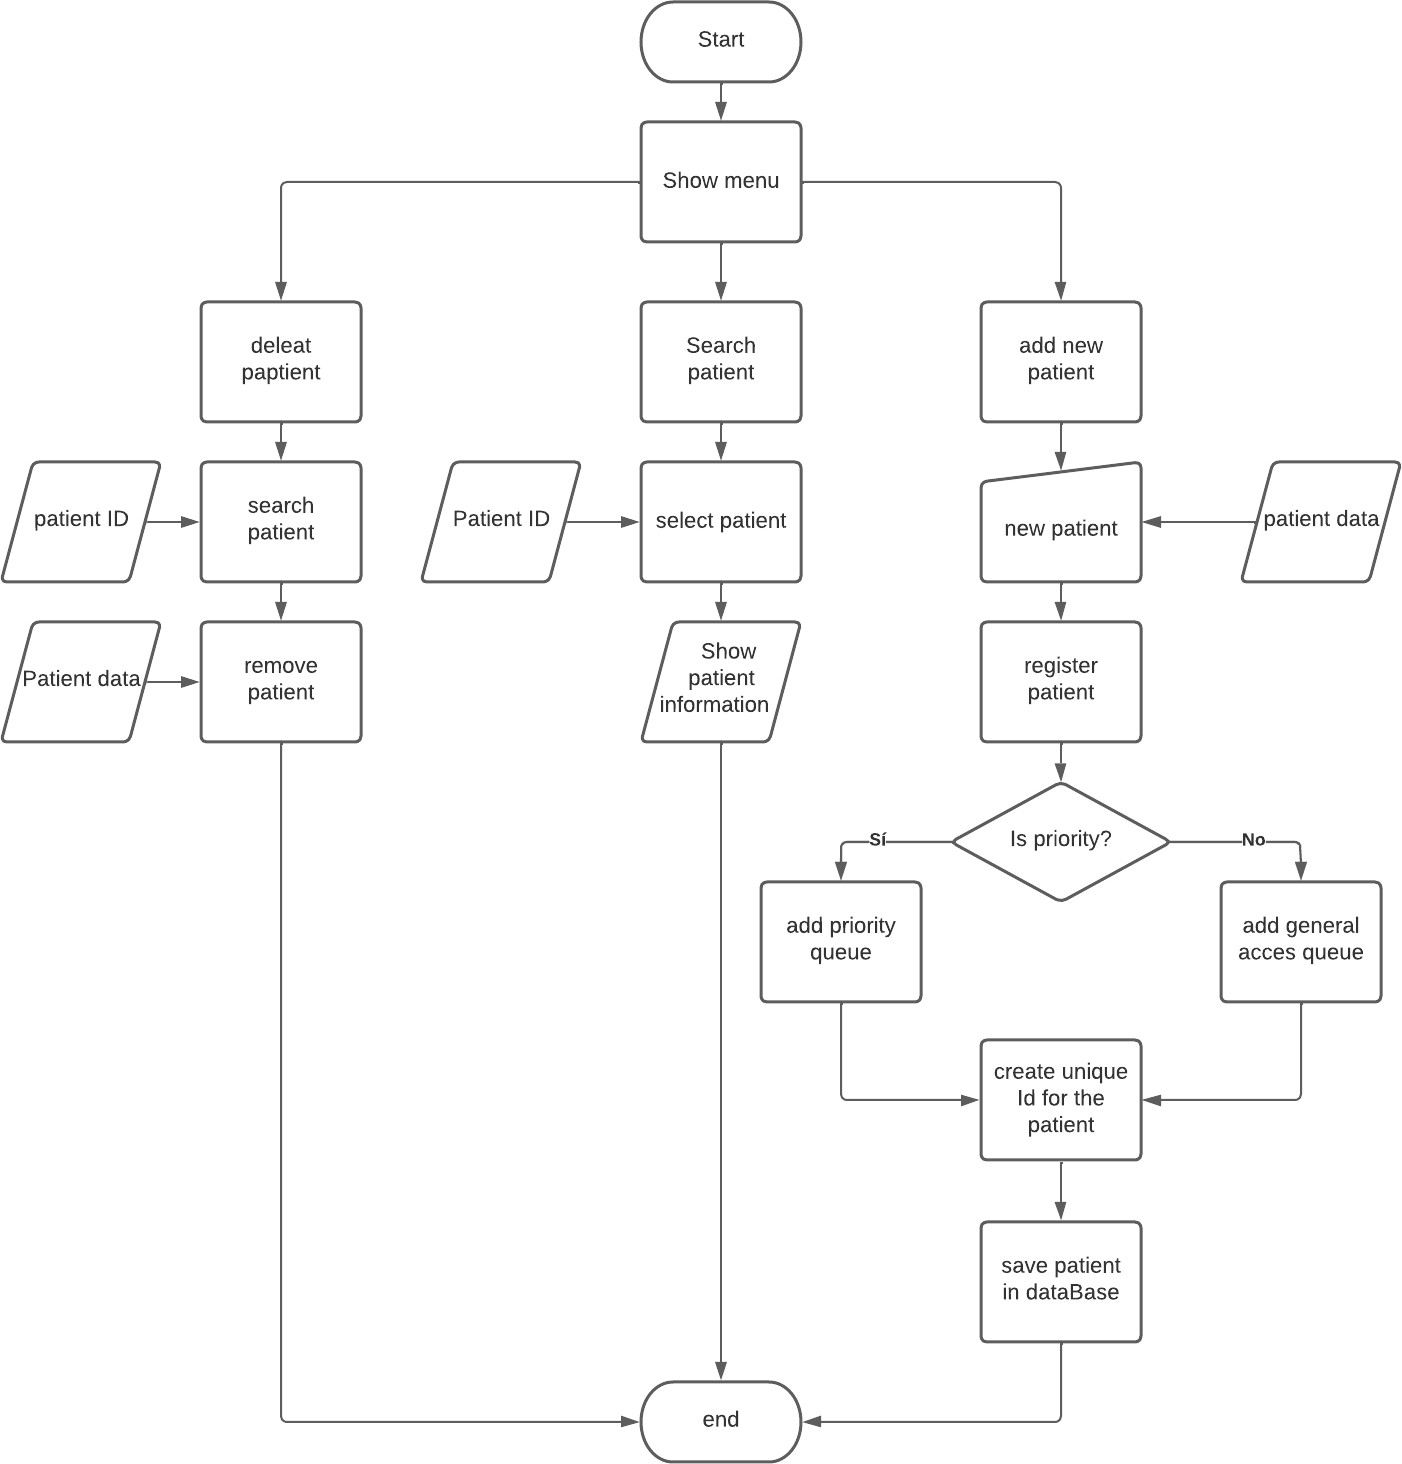 Start
Show menu
deleat
paptient
Search
patient
add new
patient
patient ID
search
patient
Patient ID
select patient
new patient
patient data
Patient data
remove
patient
Show
patient
information
register
patient
Is priority?
Sí
No
add priority
queue
add general
acces queue
create unique
Id for the
patient
save patient
in dataBase
end